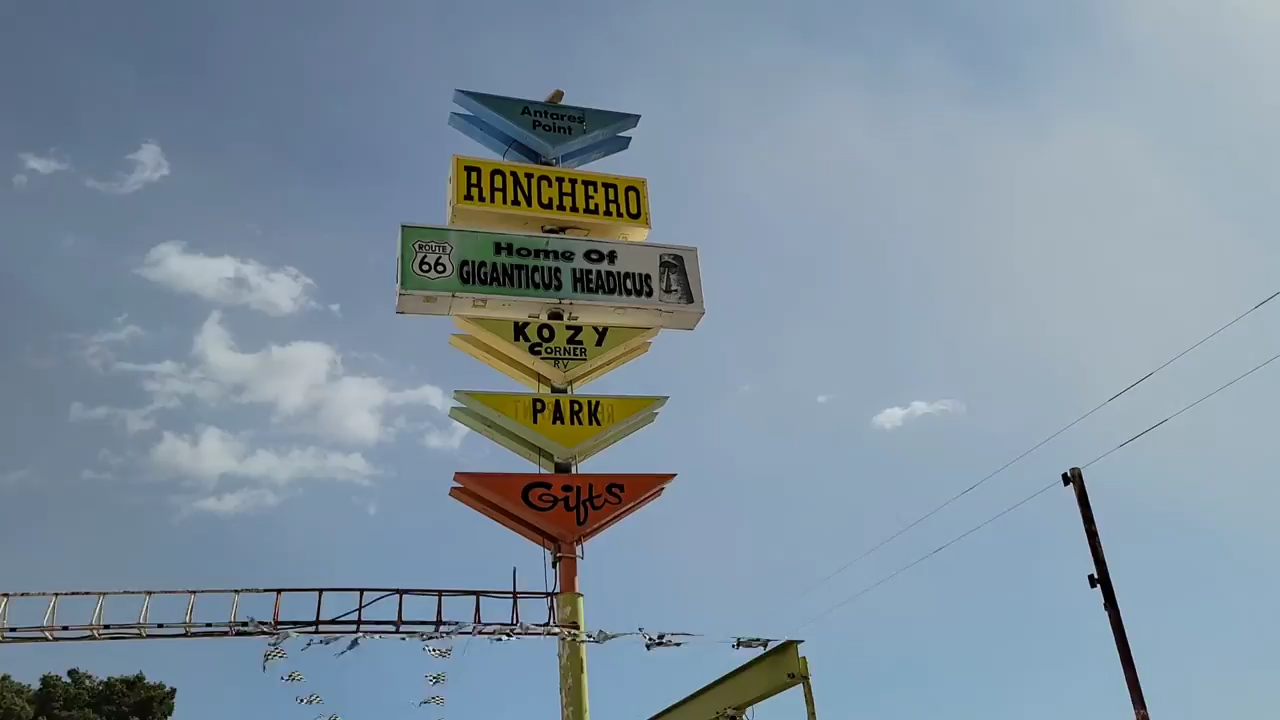 Antares
Point
RANCHERO
ROUTE
66
Home Of
GIGANTICUS HEADICUS
KOZY
CORNER
RV
PARK
Gifts